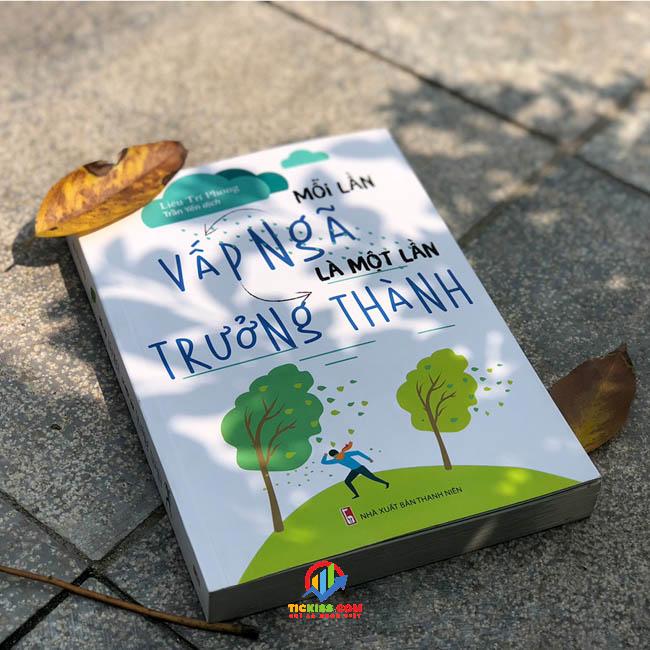 Liêu Trí Phong
Trần Yên dịch
MỖI LẦN
VẤP NGÃ
LÀ MỘT LẦN
TRƯỞNG THÀNH
NHÀ XUẤT BẢN THANH NIÊN
TICKISS.COM